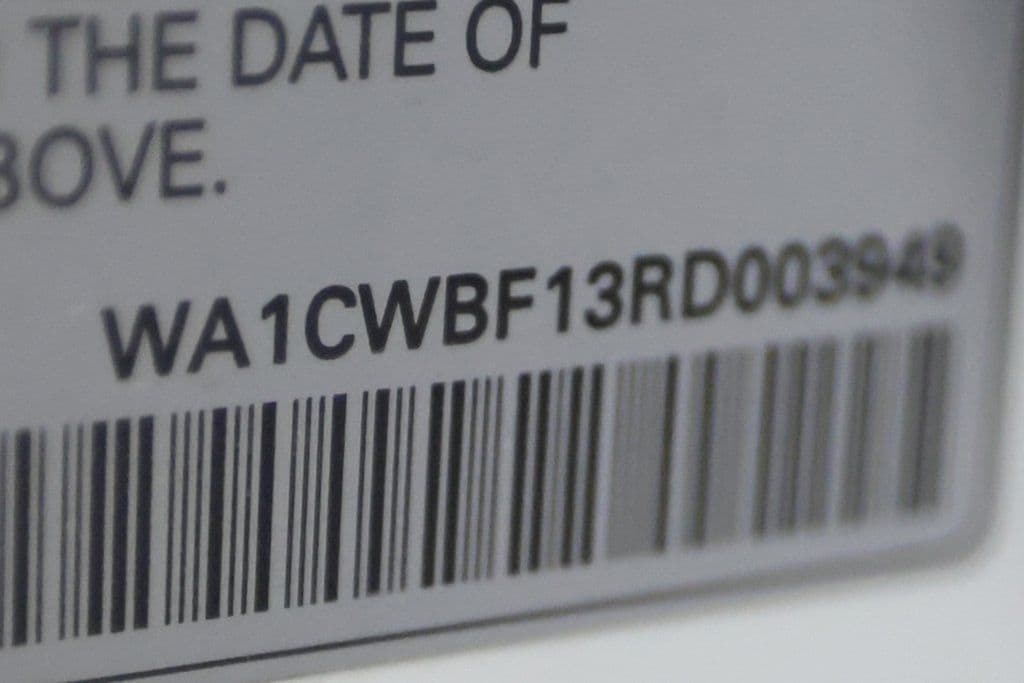 THE DATE OF
BOVE.
WA1CWBF13RD003949